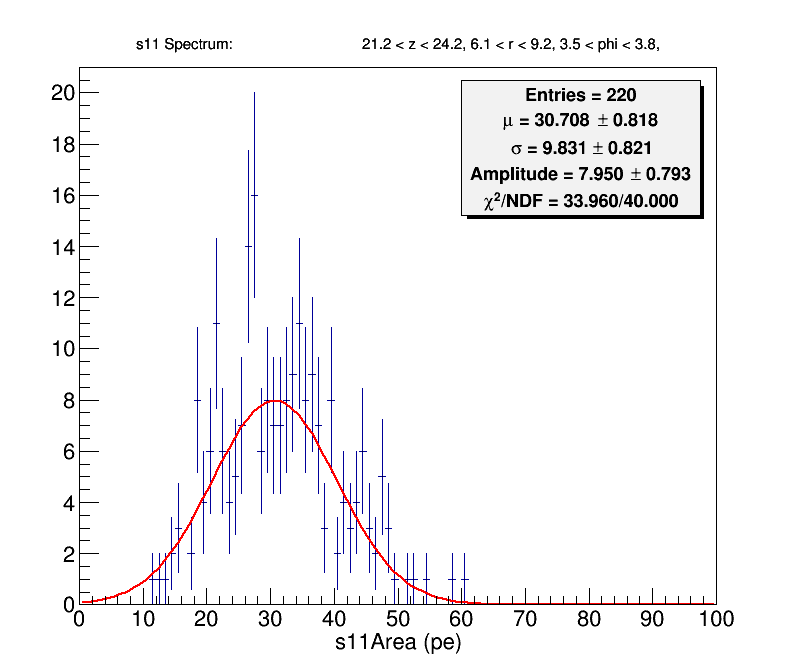 s11 Spectrum: 21.2 < z < 24.2, 6.1 < r < 9.2, 3.5 < phi < 3.8,
Entries = 220
μ = 30.708 ± 0.818
σ = 9.831 ± 0.821
Amplitude = 7.950 ± 0.793
χ²/NDF = 33.960/40.000
20
18
16
14
12
10
8
6
4
2
0
0 10 20 30 40 50 60 70 80 90 100
s11Area (pe)